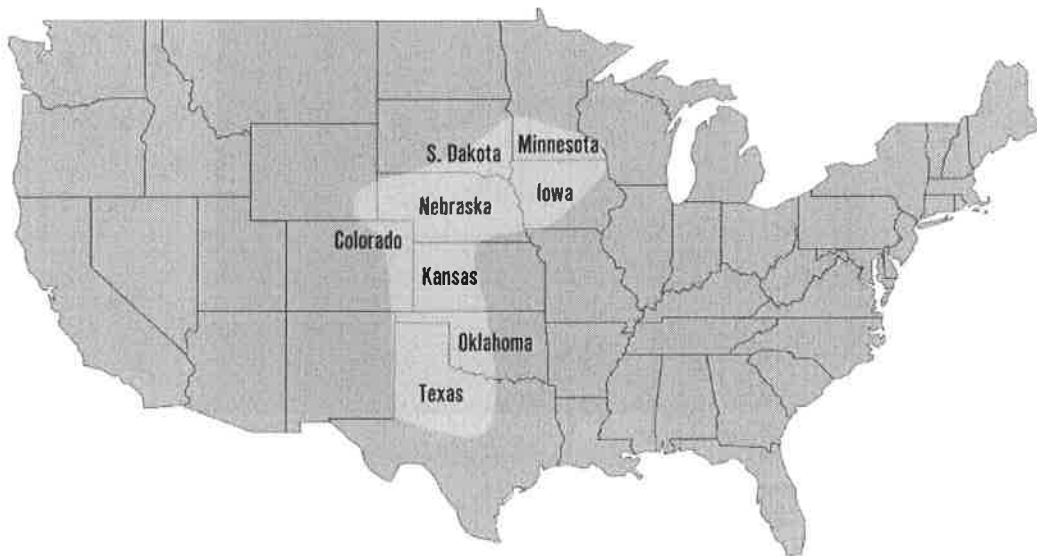 Minnesota
S. Dakota
Iowa
Nebraska
Colorado
Kansas
Oklahoma
Texas